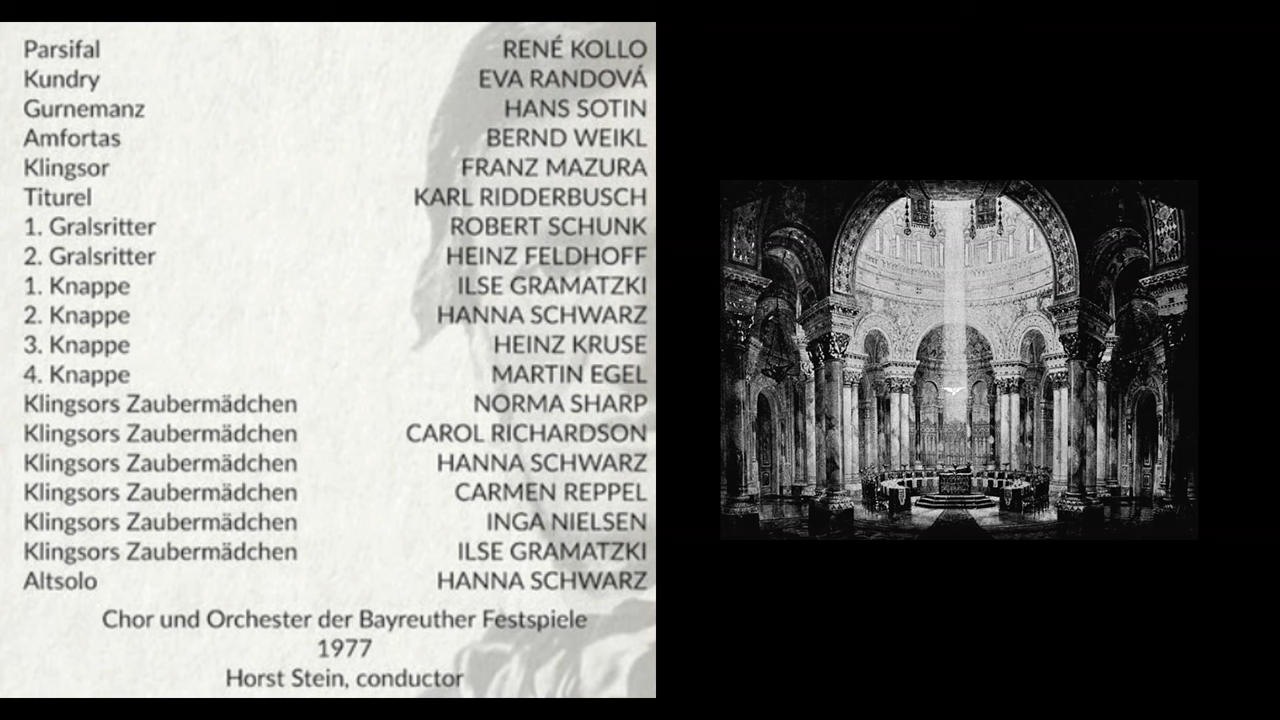 Parsifal RENÉ KOLLO
Kundry EVA RANDOVÁ
Gurnemanz HANS SOTIN
Amfortas BERND WEIKL
Klingsor FRANZ MAZURA
Titurel KARL RIDDERBUSCH
1. Gralsritter ROBERT SCHUNK
2. Gralsritter HEINZ FELDHOFF
1. Knappe ILSE GRAMATZKI
2. Knappe HANNA SCHWARZ
3. Knappe HEINZ KRUSE
4. Knappe MARTIN EGEL
Klingsors Zaubermädchen NORMA SHARP
Klingsors Zaubermädchen CAROL RICHARDSON
Klingsors Zaubermädchen HANNA SCHWARZ
Klingsors Zaubermädchen CARMEN REPPEL
Klingsors Zaubermädchen INGA NIELSEN
Klingsors Zaubermädchen ILSE GRAMATZKI
Altsolo HANNA SCHWARZ
Chor und Orchester der Bayreuther Festspiele
1977
Horst Stein, conductor